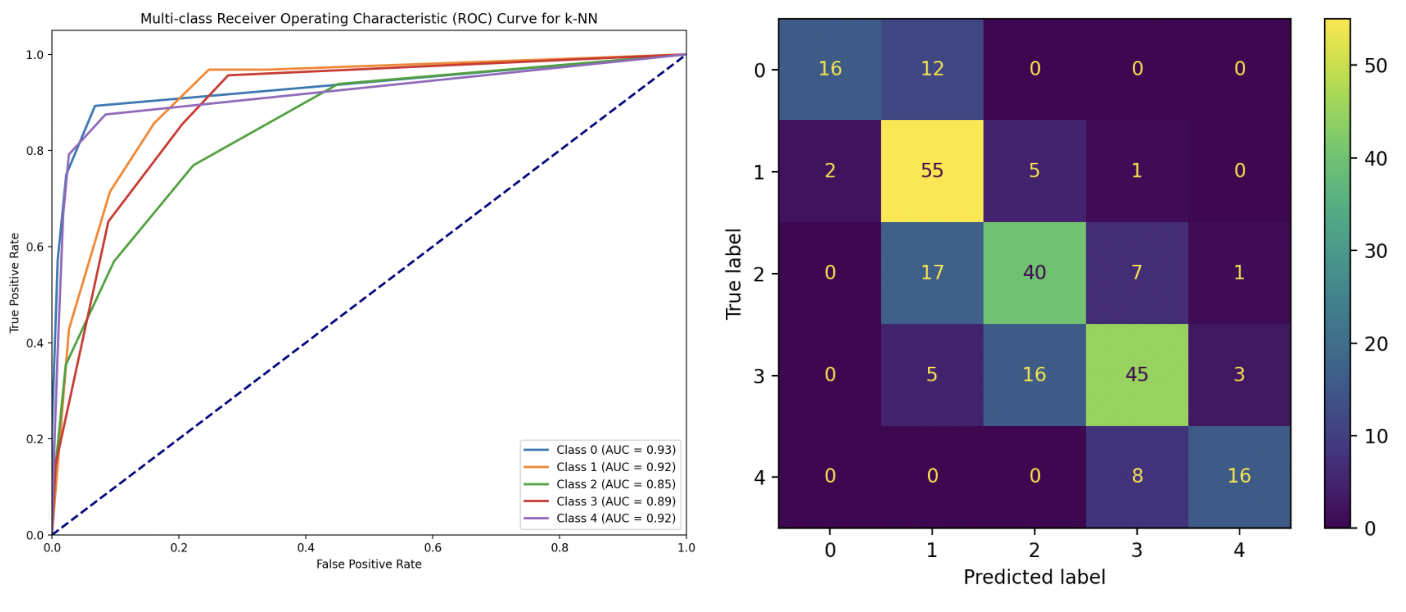 Multi-class Receiver Operating Characteristic (ROC) Curve for k-NN
True Positive Rate
1.0
0.8
0.6
0.4
0.2
0.0
0.0 0.2 0.4 0.6 0.8 1.0
False Positive Rate
Class 0 (AUC = 0.93)
Class 1 (AUC = 0.92)
Class 2 (AUC = 0.85)
Class 3 (AUC = 0.89)
Class 4 (AUC = 0.92)
True label
0 16 12 0 0 0
1 2 55 5 1 0
2 0 17 40 7 1
3 0 5 16 45 3
4 0 0 0 8 16
0 1 2 3 4
Predicted label
50
40
30
20
10
0